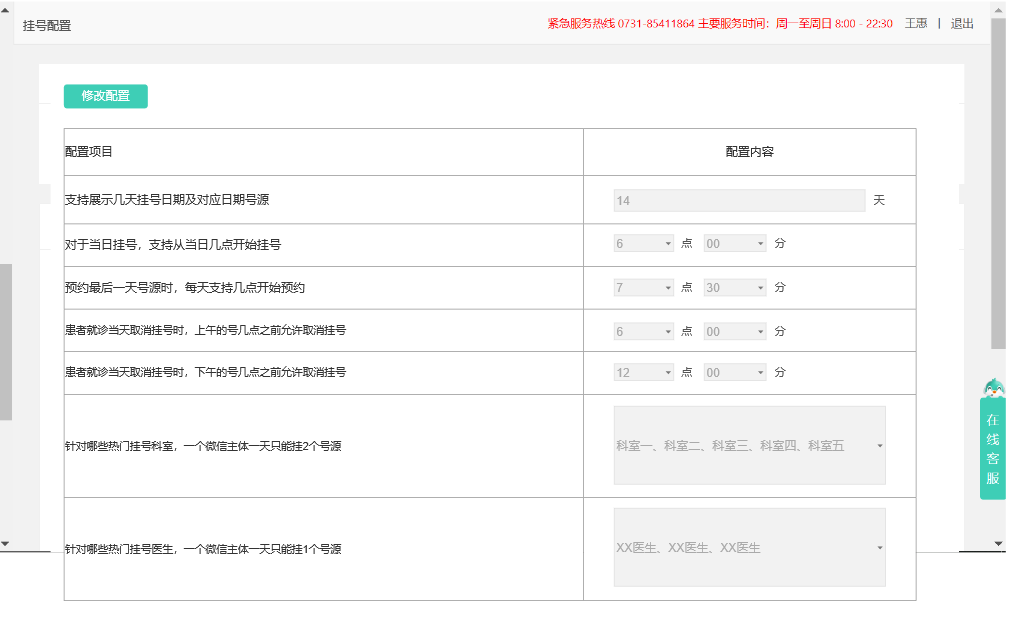 挂号配置
紧急服务热线 0731-85411864 主要服务时间：周一至周日 8:00 - 22:30 王惠 | 退出
修改配置
配置项目 配置内容
支持展示几天挂号日期及对应日期号源 14 天
对于当日挂号，支持从当日几点开始挂号 6 点 00 分
预约最后一天号源时，每天支持几点开始预约 7 点 30 分
患者就诊当天取消挂号时，上午的号几点之前允许取消挂号 6 点 00 分
患者就诊当天取消挂号时，下午的号几点之前允许取消挂号 12 点 00 分
针对哪些热门挂号科室，一个微信主体一天只能挂2个号源 科室一、科室二、科室三、科室四、科室五
针对哪些热门挂号医生，一个微信主体一天只能挂1个号源 XX医生、XX医生、XX医生
在线客服